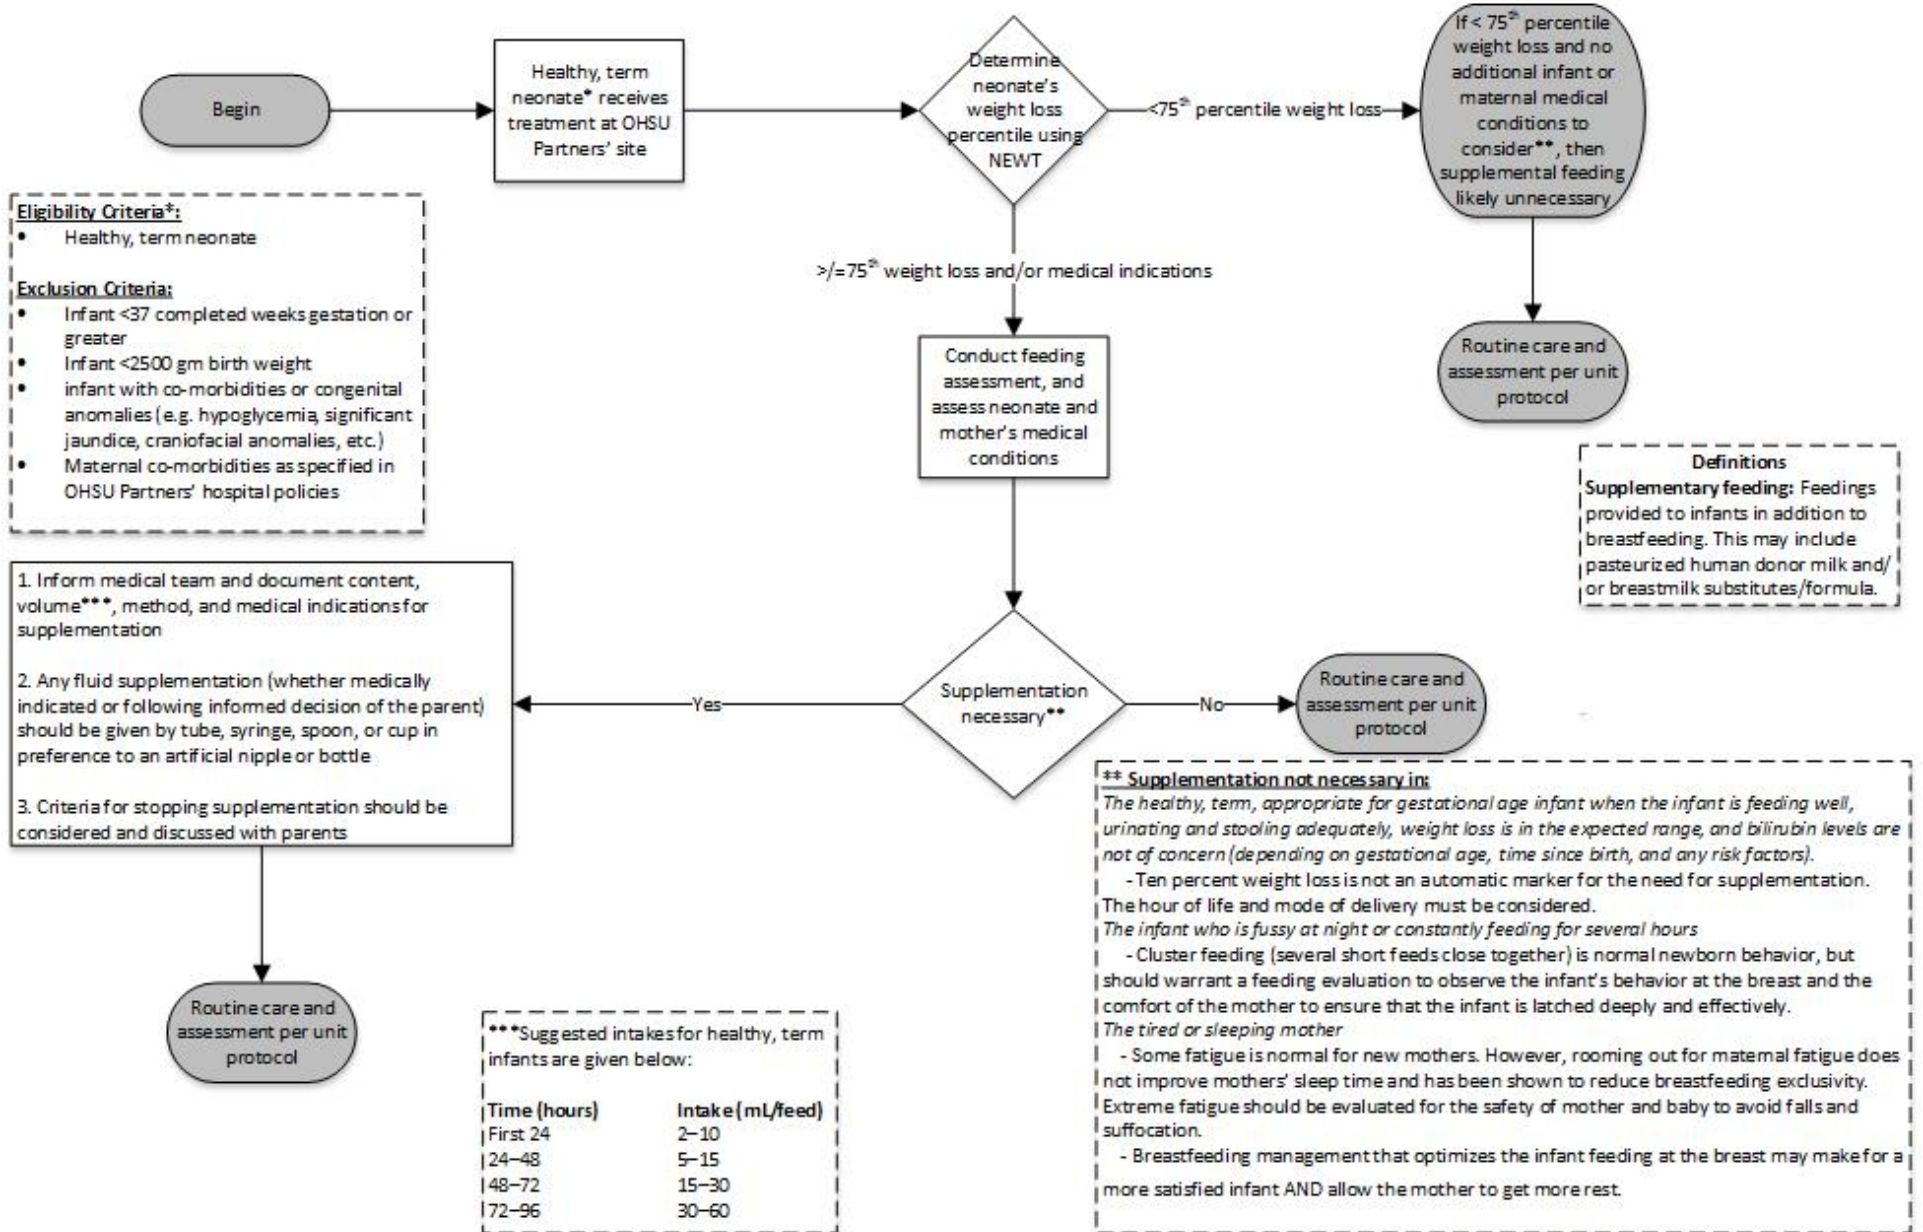 Begin
Healthy, term
neonate* receives
treatment at OHSU
Partners' site
Determine
neonate's
weight loss
percentile using
NEWT
<75th percentile weight loss
If < 75th percentile
weight loss and no
additional infant or
maternal medical
conditions to
consider**, then
supplemental feeding
likely unnecessary
Routine care and
assessment per unit
protocol
Eligibility Criteria*:
• Healthy, term neonate
Exclusion Criteria:
• Infant <37 completed weeks gestation or
greater
• Infant <2500 gm birth weight
• infant with co-morbidities or congenital
anomalies (e.g. hypoglycemia, significant
jaundice, craniofacial anomalies, etc.)
• Maternal co-morbidities as specified in
OHSU Partners' hospital policies
>/=75th weight loss and/or medical indications
Conduct feeding
assessment, and
assess neonate and
mother's medical
conditions
Definitions
Supplementary feeding: Feedings
provided to infants in addition to
breastfeeding. This may include
pasteurized human donor milk and/
or breastmilk substitutes/formula.
Supplementation
necessary**
Yes
No
Routine care and
assessment per unit
protocol
1. Inform medical team and document content,
volume***, method, and medical indications for
supplementation
2. Any fluid supplementation (whether medically
indicated or following informed decision of the parent)
should be given by tube, syringe, spoon, or cup in
preference to an artificial nipple or bottle
3. Criteria for stopping supplementation should be
considered and discussed with parents
Routine care and
assessment per unit
protocol
***Suggested intakes for healthy, term
infants are given below:
Time (hours) Intake (mL/feed)
First 24 2–10
24–48 5–15
48–72 15–30
72–96 30–60
** Supplementation not necessary in:
The healthy, term, appropriate for gestational age infant when the infant is feeding well,
urinating and stooling adequately, weight loss is in the expected range, and bilirubin levels are
not of concern (depending on gestational age, time since birth, and any risk factors).
- Ten percent weight loss is not an automatic marker for the need for supplementation.
The hour of life and mode of delivery must be considered.
The infant who is fussy at night or constantly feeding for several hours
- Cluster feeding (several short feeds close together) is normal newborn behavior, but
should warrant a feeding evaluation to observe the infant's behavior at the breast and the
comfort of the mother to ensure that the infant is latched deeply and effectively.
The tired or sleeping mother
- Some fatigue is normal for new mothers. However, rooming out for maternal fatigue does
not improve mothers' sleep time and has been shown to reduce breastfeeding exclusivity.
Extreme fatigue should be evaluated for the safety of mother and baby to avoid falls and
suffocation.
- Breastfeeding management that optimizes the infant feeding at the breast may make for a
more satisfied infant AND allow the mother to get more rest.